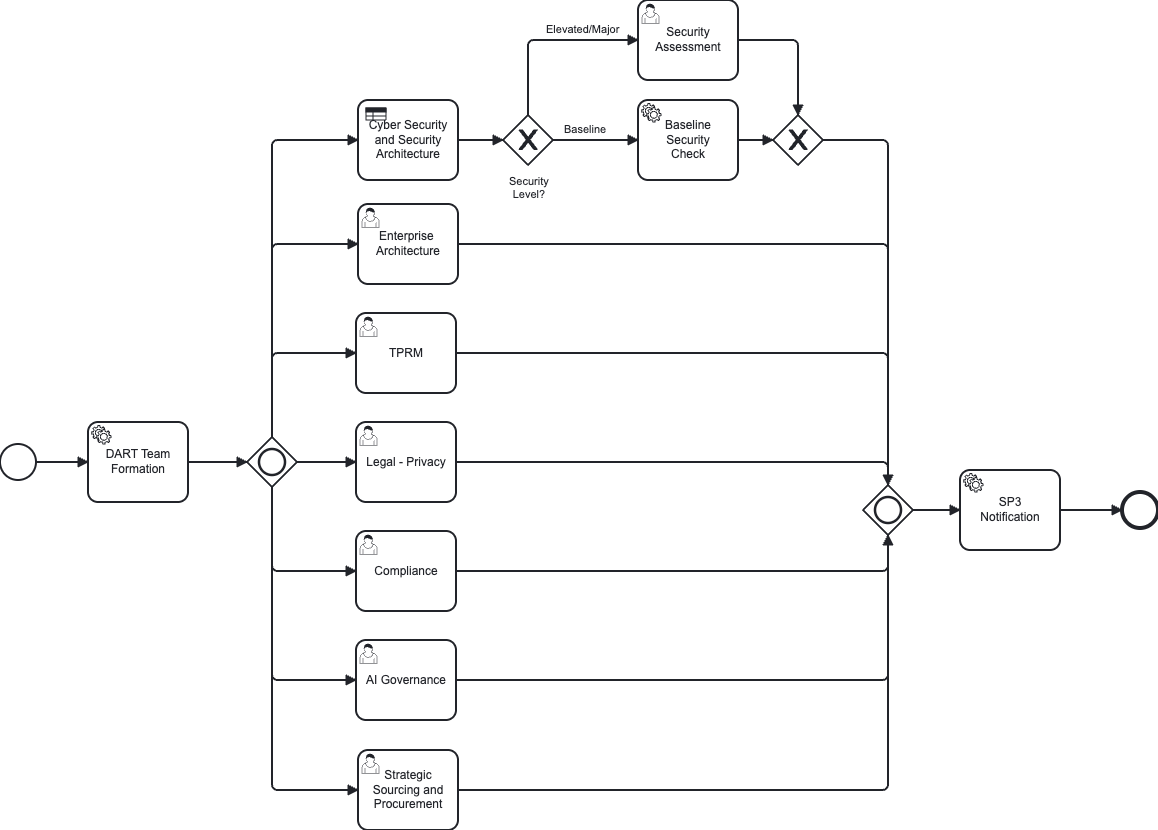 Security
Assessment
Elevated/Major
Cyber Security
and Security
Architecture
Baseline
Baseline
Security
Check
Security
Level?
Enterprise
Architecture
TPRM
DART Team
Formation
Legal - Privacy
SP3
Notification
Compliance
AI Governance
Strategic
Sourcing and
Procurement